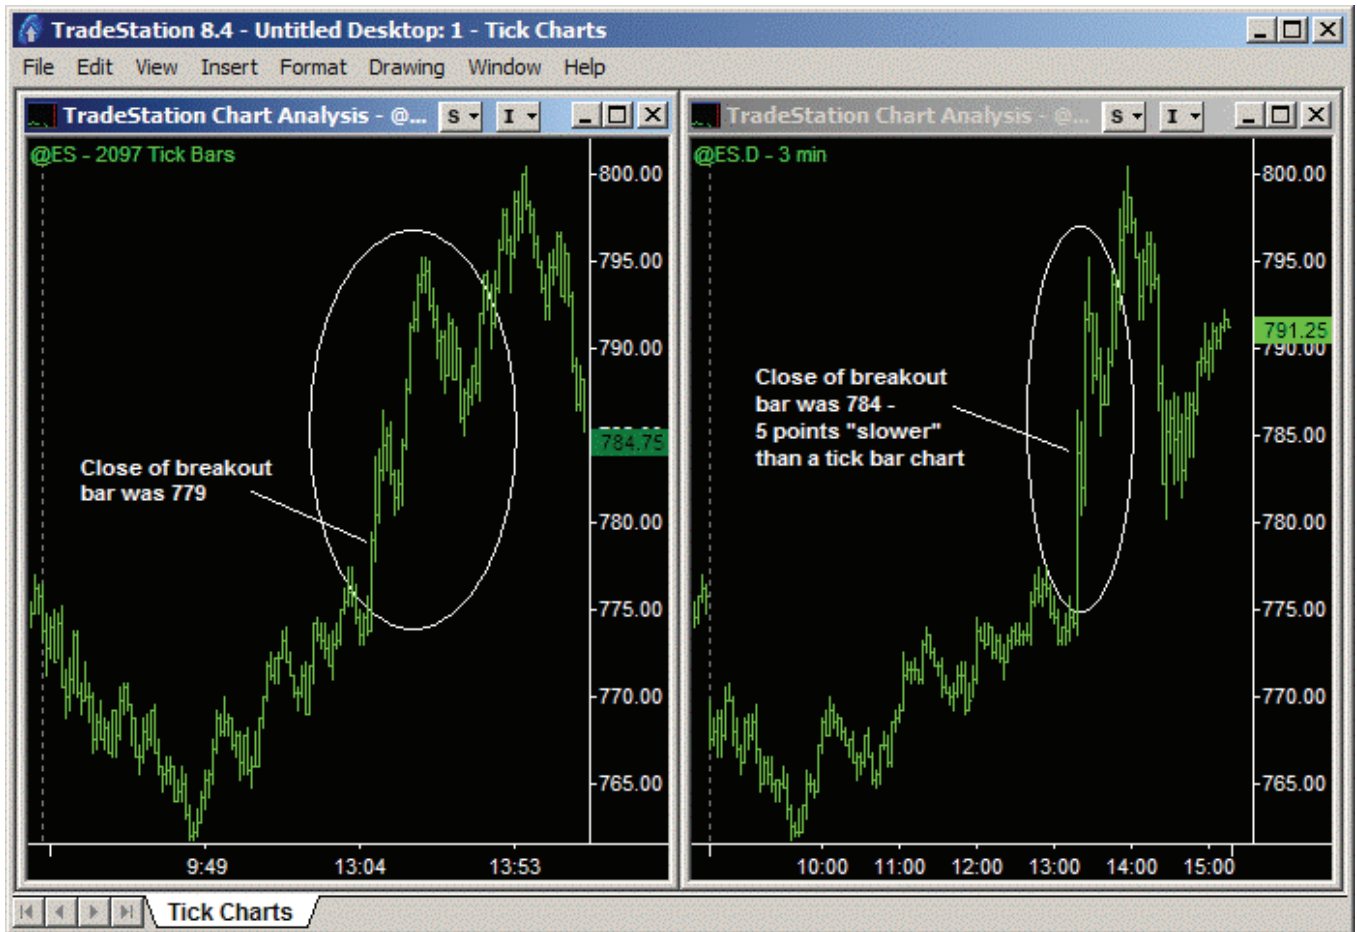 TradeStation 8.4 - Untitled Desktop: 1 - Tick Charts
File Edit View Insert Format Drawing Window Help
TradeStation Chart Analysis - @...
S
I
@ES - 2097 Tick Bars
800.00
795.00
790.00
784.75
780.00
775.00
770.00
765.00
Close of breakout
bar was 779
9:49 13:04 13:53
TradeStation Chart Analysis - @...
S
I
@ES.D - 3 min
800.00
795.00
791.25
790.00
785.00
780.00
775.00
770.00
765.00
Close of breakout
bar was 784 -
5 points "slower"
than a tick bar chart
10:00 11:00 12:00 13:00 14:00 15:00
Tick Charts